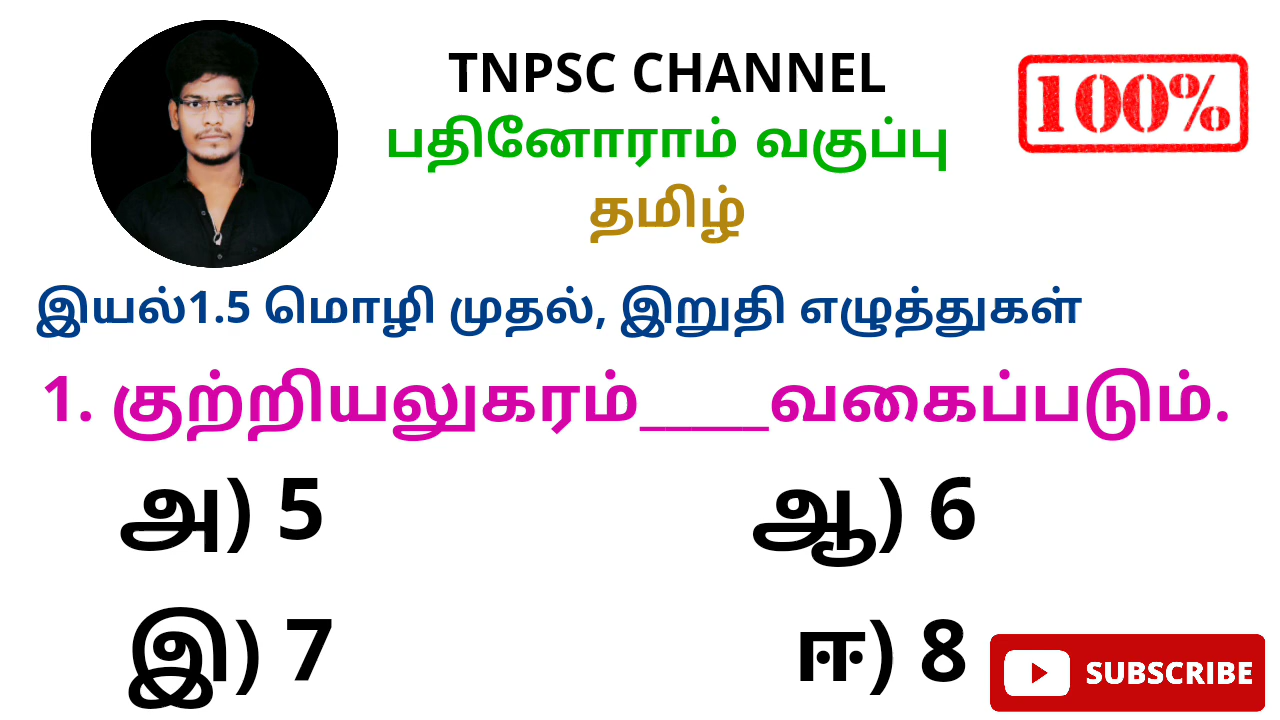 TNPSC CHANNEL
100%
பதினோராம் வகுப்பு
தமிழ்
இயல்1.5 மொழி முதல், இறுதி எழுத்துகள்
1. குற்றியலுகரம்_____வகைப்படும்.
அ) 5 ஆ) 6
இ) 7 ஈ) 8
SUBSCRIBE